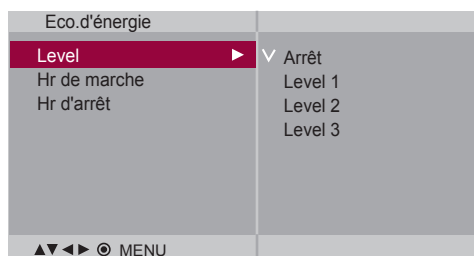 Eco.d'énergie
Level
Hr de marche
Hr d'arrêt
Arrêt
Level 1
Level 2
Level 3
MENU